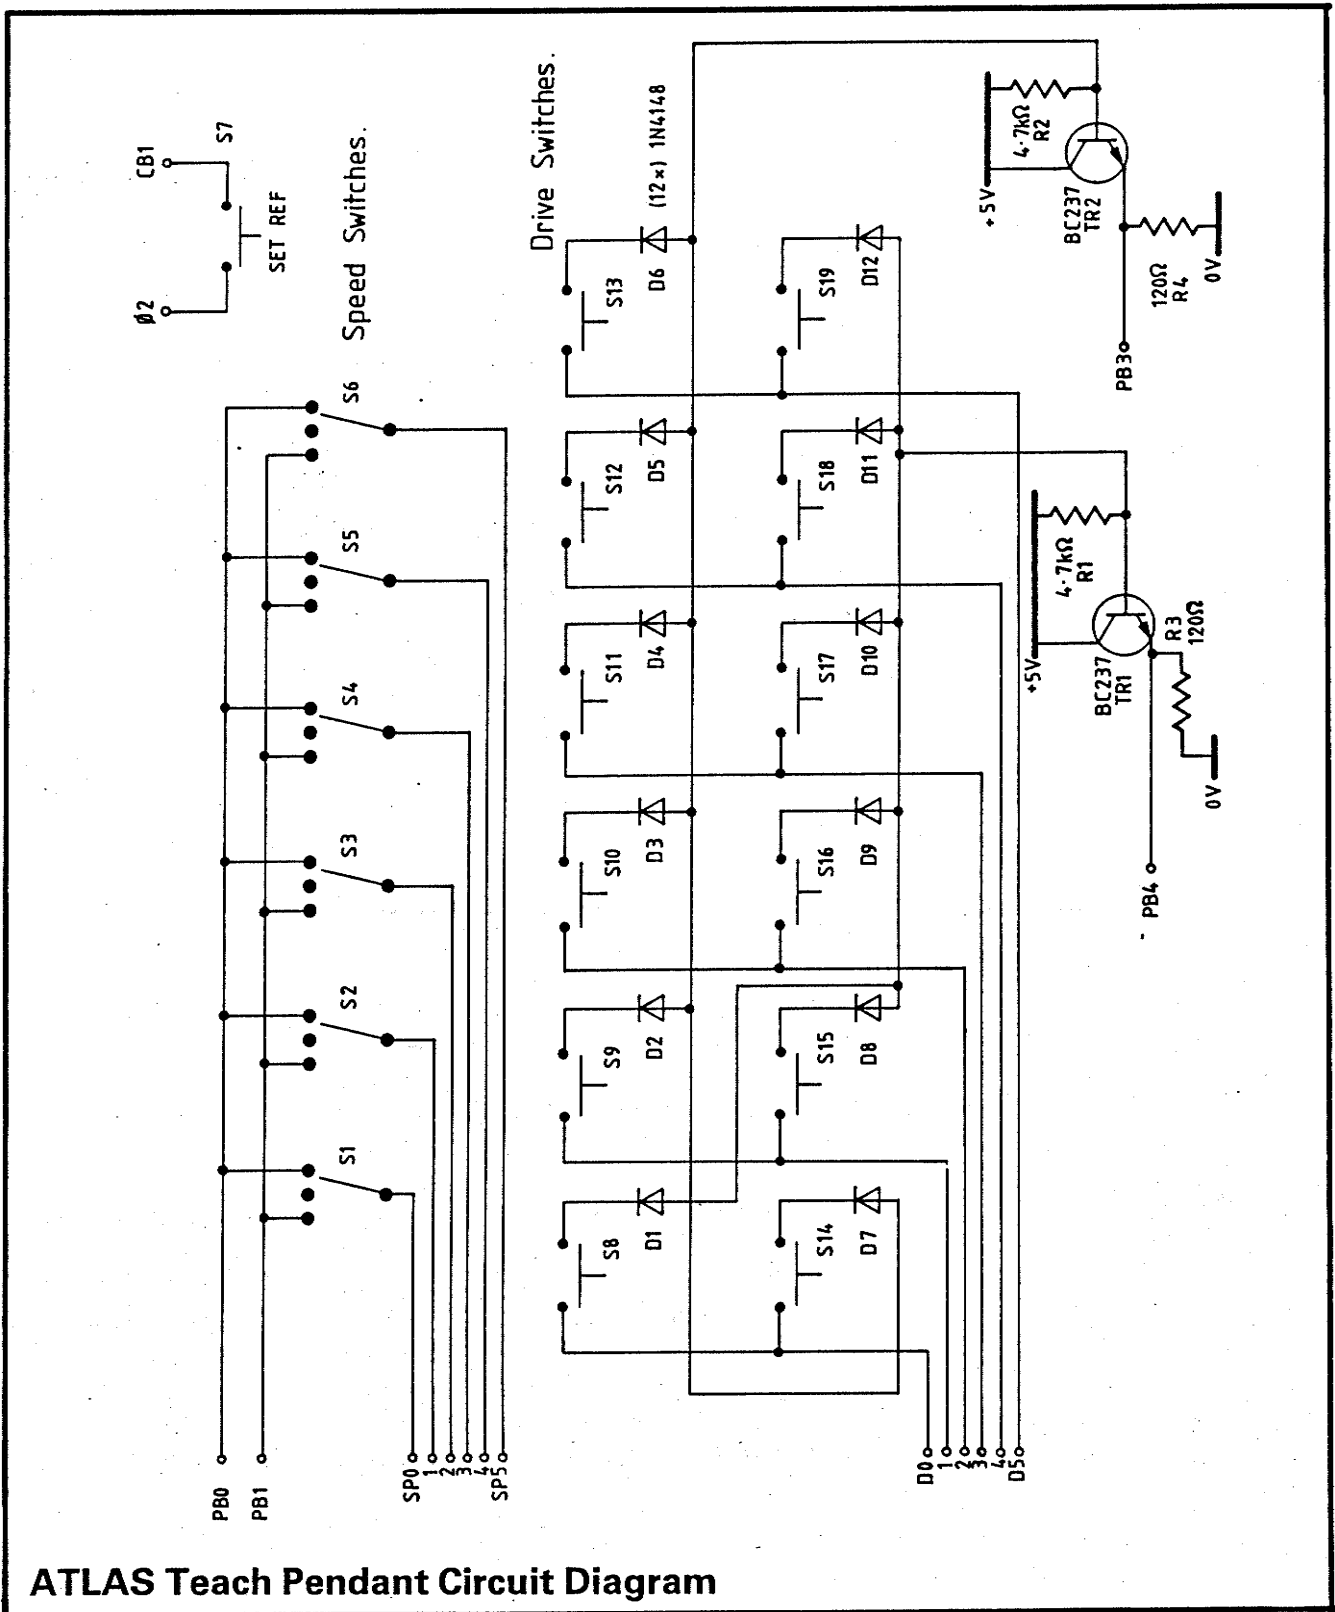 CB1
S7
SET REF
Ø2
Speed Switches.
S6
S5
S4
S3
S2
S1
PB0
PB1
SP0
1
2
3
4
SP5
Drive Switches.
(12×) 1N4148
S13
D6
S12
D5
S11
D4
S10
D3
S9
D2
S8
D1
S19
D12
S18
D11
S17
D10
S16
D9
S15
D8
S14
D7
D0
1
2
3
4
D5
+5V
4·7kΩ
R2
BC237
TR2
120Ω
R4
0V
PB3
+5V
4·7kΩ
R1
BC237
TR1
R3
120Ω
0V
PB4
ATLAS Teach Pendant Circuit Diagram